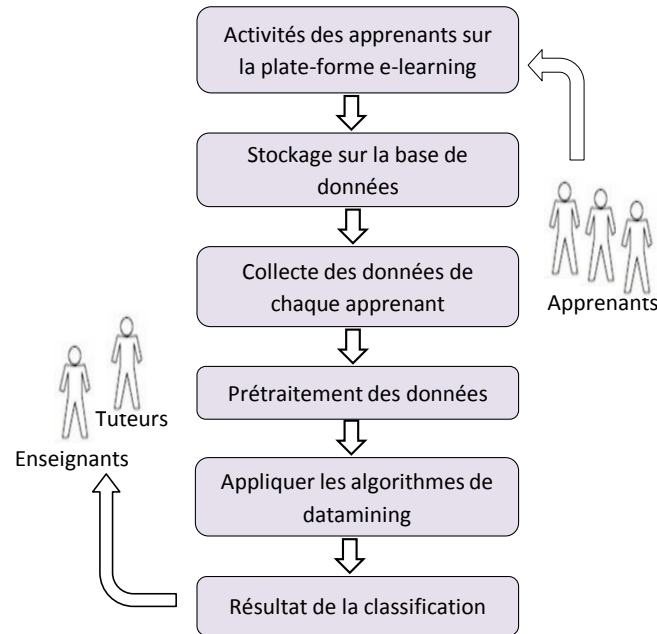 Activités des apprenants sur
la plate-forme e-learning
Stockage sur la base de
données
Collecte des données de
chaque apprenant
Apprenants
Prétraitement des données
Tuteurs
Enseignants
Appliquer les algorithmes de
datamining
Résultat de la classification